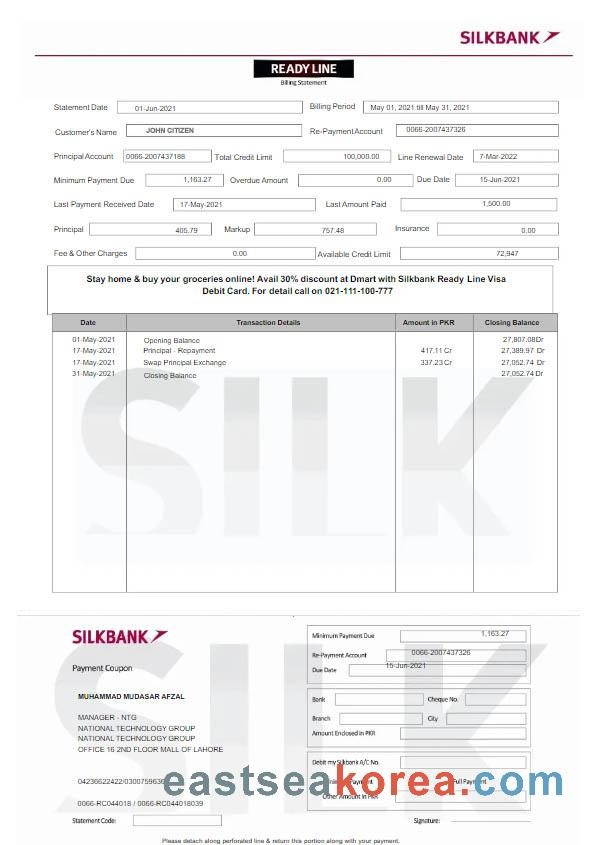 SILKBANK
READY LINE
Billing Statement
Statement Date 01-Jun-2021 Billing Period May 01, 2021 till May 31, 2021
Customer's Name JOHN CITIZEN Re-Payment Account 0066-2007437326
Principal Account 0066-2007437188 Total Credit Limit 100,000.00 Line Renewal Date 7-Mar-2022
Minimum Payment Due 1,163.27 Overdue Amount 0.00 Due Date 15-Jun-2021
Last Payment Received Date 17-May-2021 Last Amount Paid 1,500.00
Principal 405.79 Markup 757.48 Insurance 0.00
Fee & Other Charges 0.00 Available Credit Limit 72,947
Stay home & buy your groceries online! Avail 30% discount at Dmart with Silkbank Ready Line Visa
Debit Card. For detail call on 021-111-100-777
Date Transaction Details Amount in PKR Closing Balance
01-May-2021 Opening Balance 27,807.08Dr
17-May-2021 Principal - Repayment 417.11 Cr 27,389.97 Dr
17-May-2021 Swap Principal Exchange 337.23 Cr 27,052.74 Dr
31-May-2021 Closing Balance 27,052.74 Dr
SILK
SILKBANK
Payment Coupon
Minimum Payment Due 1,163.27
Re-Payment Account 0066-2007437326
Due Date 15-Jun-2021
MUHAMMAD MUDASAR AFZAL
MANAGER - NTG
NATIONAL TECHNOLOGY GROUP
NATIONAL TECHNOLOGY GROUP
OFFICE 16 2ND FLOOR MALL OF LAHORE
Bank Cheque No.
Branch City
Amount Enclosed in PKR
Debit my Silkbank A/C No.
Payment Full Payment
Other Amount in PKR
04236622422/0300759636
eastseakorea.com
0066-RC044018 / 0066-RC044018039
Statement Code: Signature:
SILK
Please detach along perforated line & return this portion along with your payment.